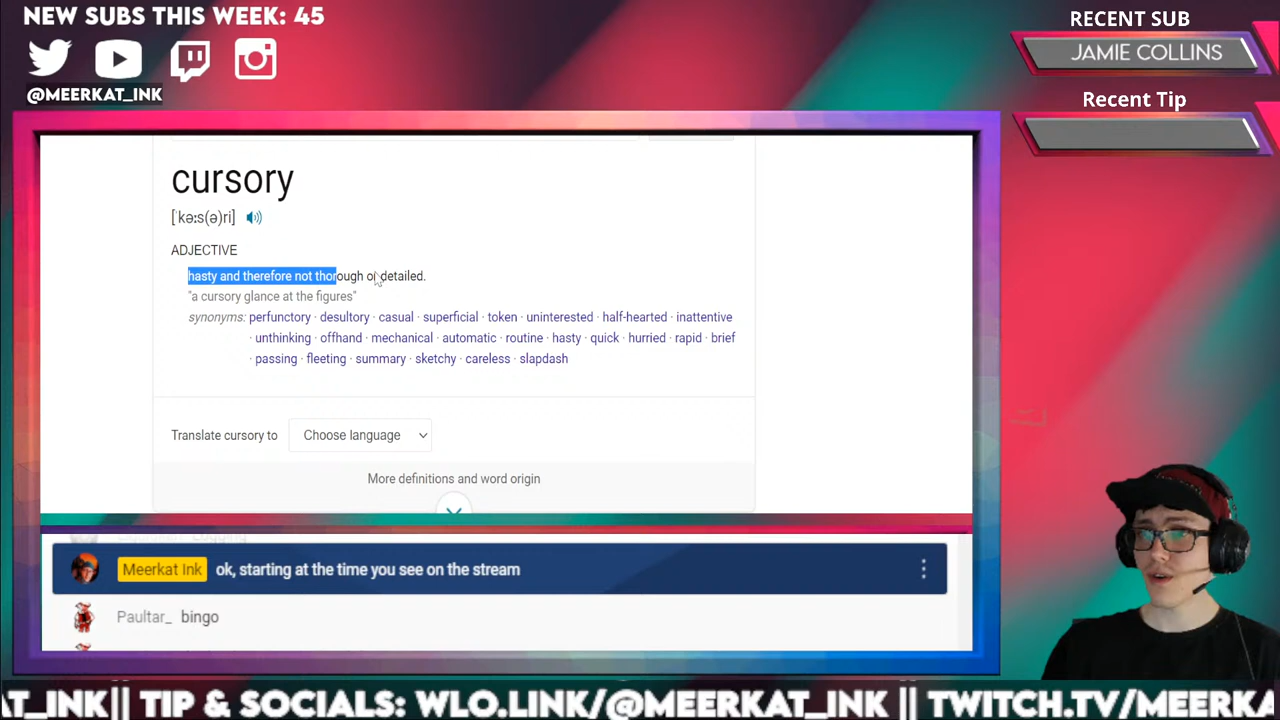 NEW SUBS THIS WEEK: 45
@MEERKAT_INK
RECENT SUB
JAMIE COLLINS
Recent Tip
cursory
[ˈkəːs(ə)ri]
ADJECTIVE
hasty and therefore not thorough or detailed.
"a cursory glance at the figures"
synonyms: perfunctory · desultory · casual · superficial · token · uninterested · half-hearted · inattentive
· unthinking · offhand · mechanical · automatic · routine · hasty · quick · hurried · rapid · brief
· passing · fleeting · summary · sketchy · careless · slapdash
Translate cursory to Choose language
More definitions and word origin
Meerkat Ink ok, starting at the time you see on the stream
Paultar_ bingo
AT_INK|| TIP & SOCIALS: WLO.LINK/@MEERKAT_INK || TWITCH.TV/MEERKA